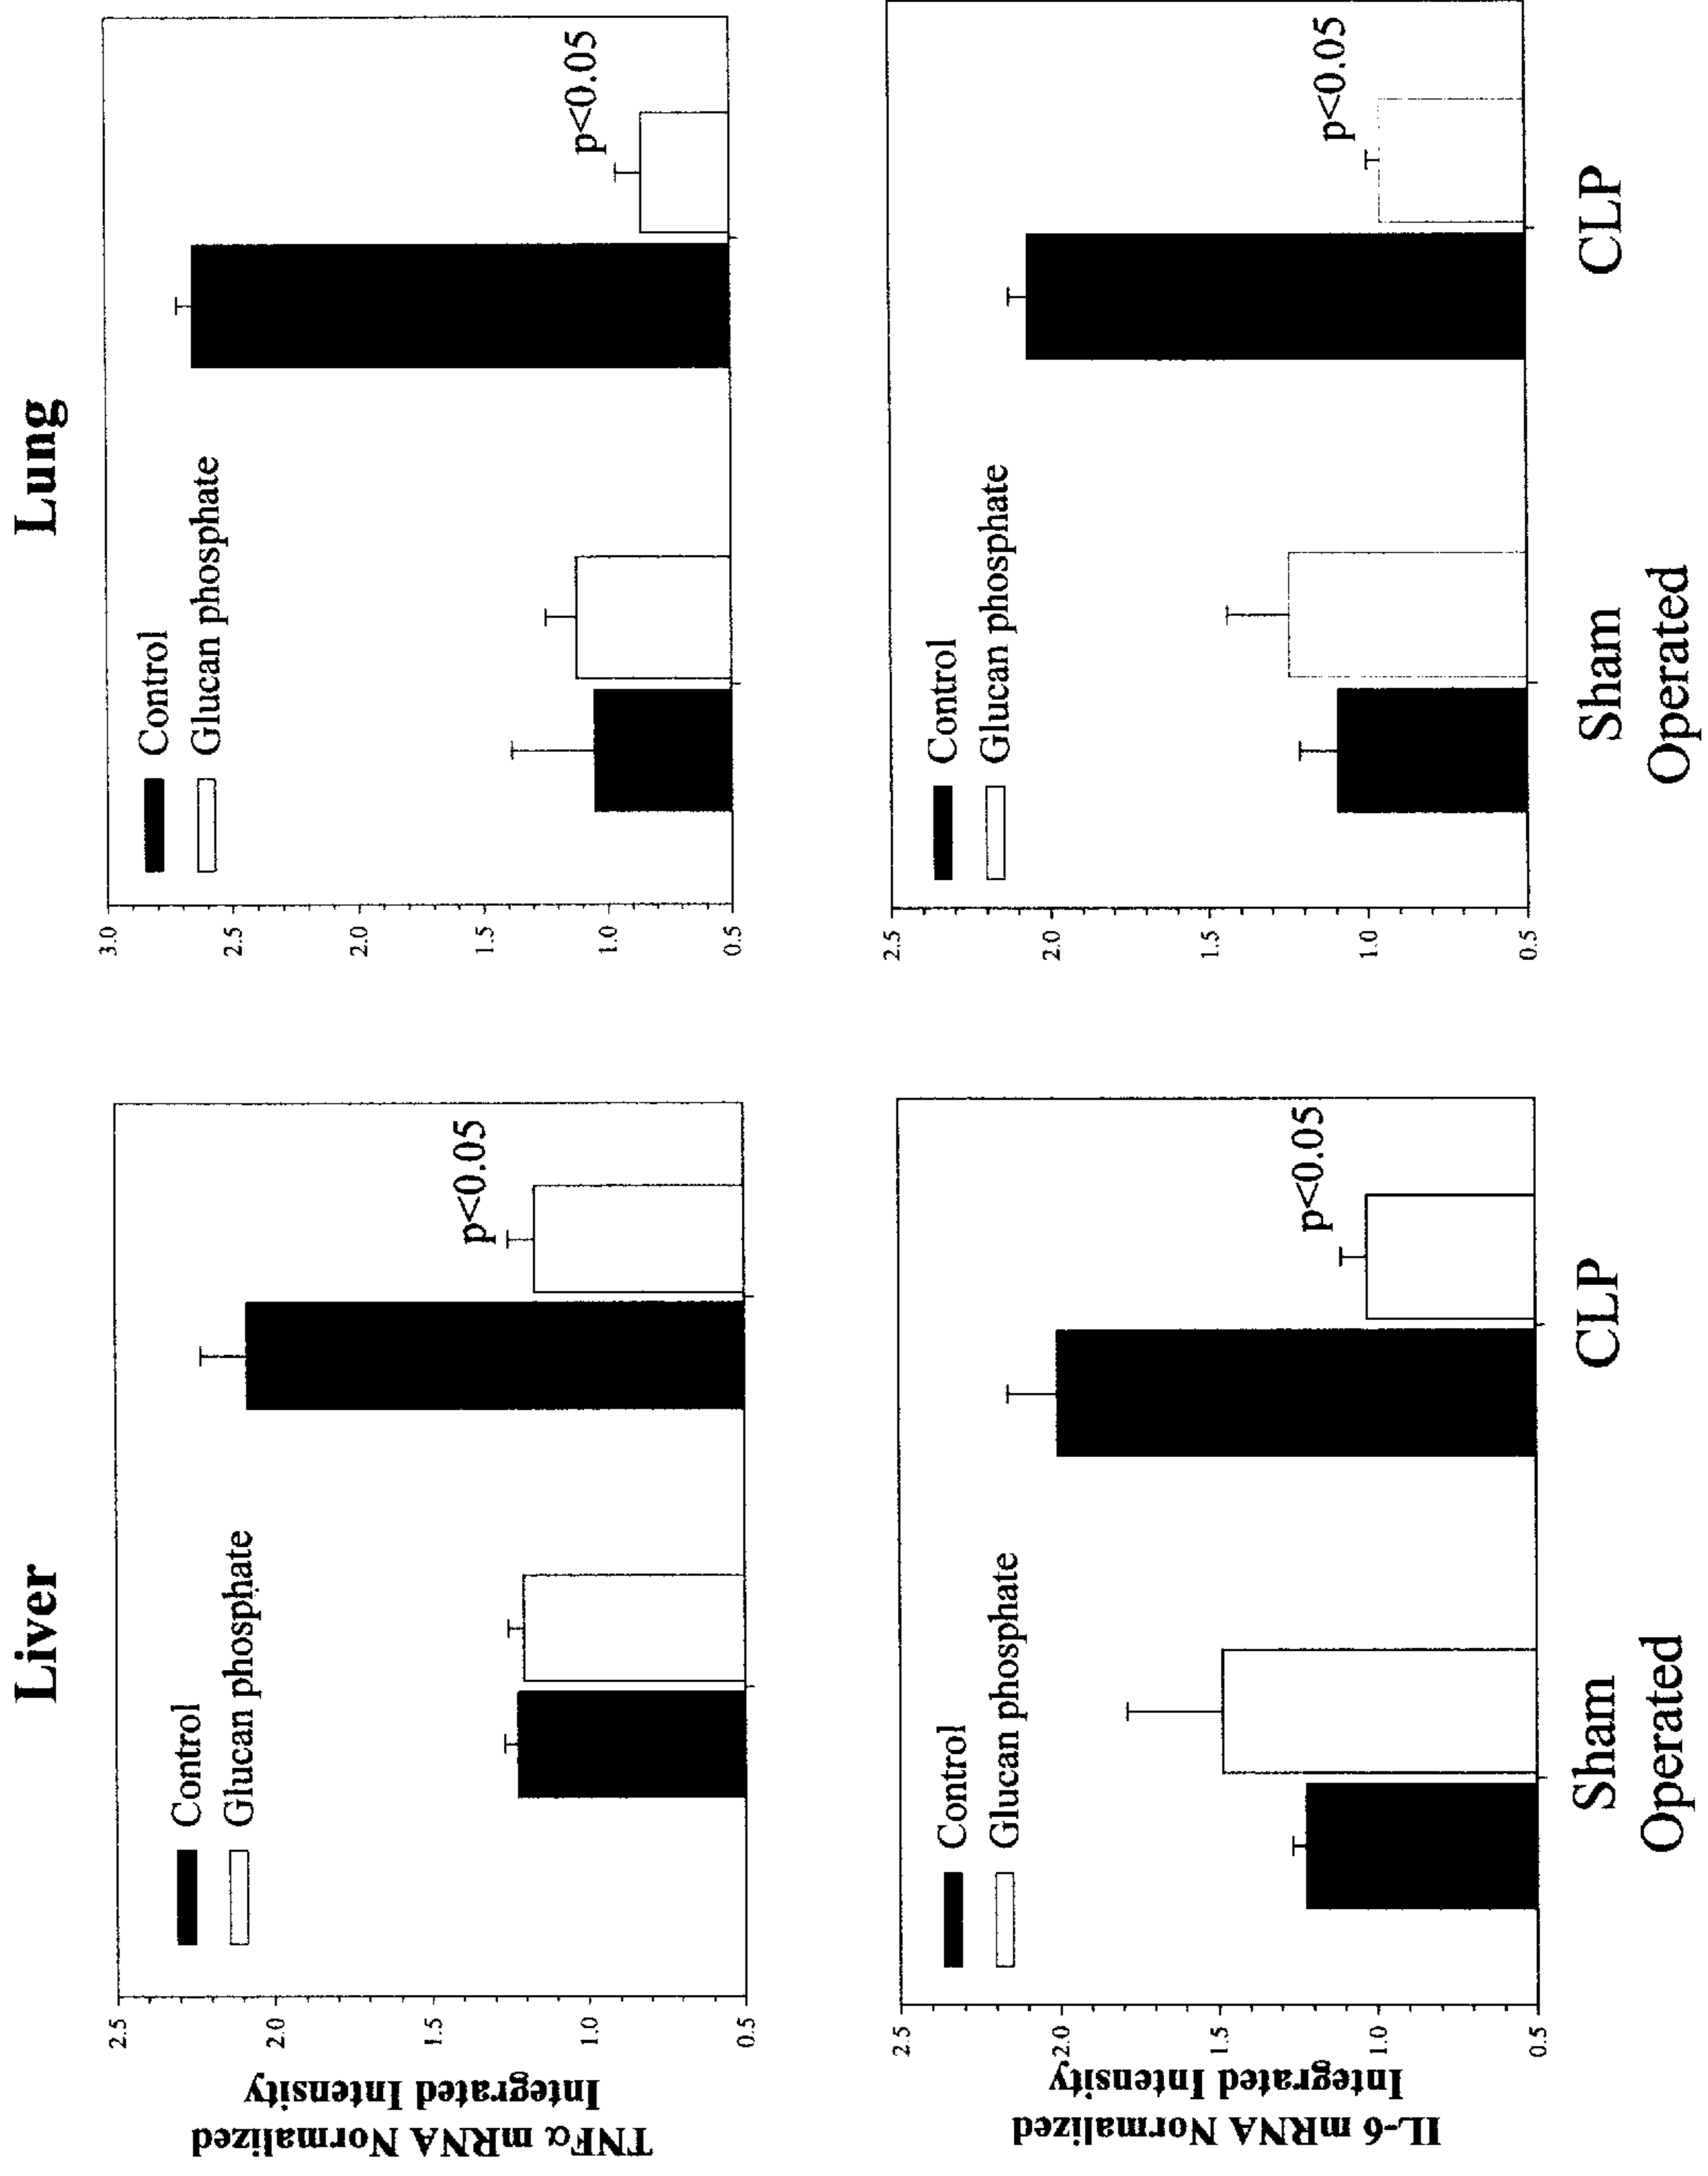 Liver
Lung
TNFα mRNA Normalized
Integrated Intensity
2.5
2.0
1.5
1.0
0.5
Control
Glucan phosphate
p<0.05
3.0
2.5
2.0
1.5
1.0
0.5
Control
Glucan phosphate
p<0.05
IL-6 mRNA Normalized
Integrated Intensity
2.5
2.0
1.5
1.0
0.5
Control
Glucan phosphate
p<0.05
Sham
Operated
CLP
2.5
2.0
1.5
1.0
0.5
Control
Glucan phosphate
p<0.05
Sham
Operated
CLP